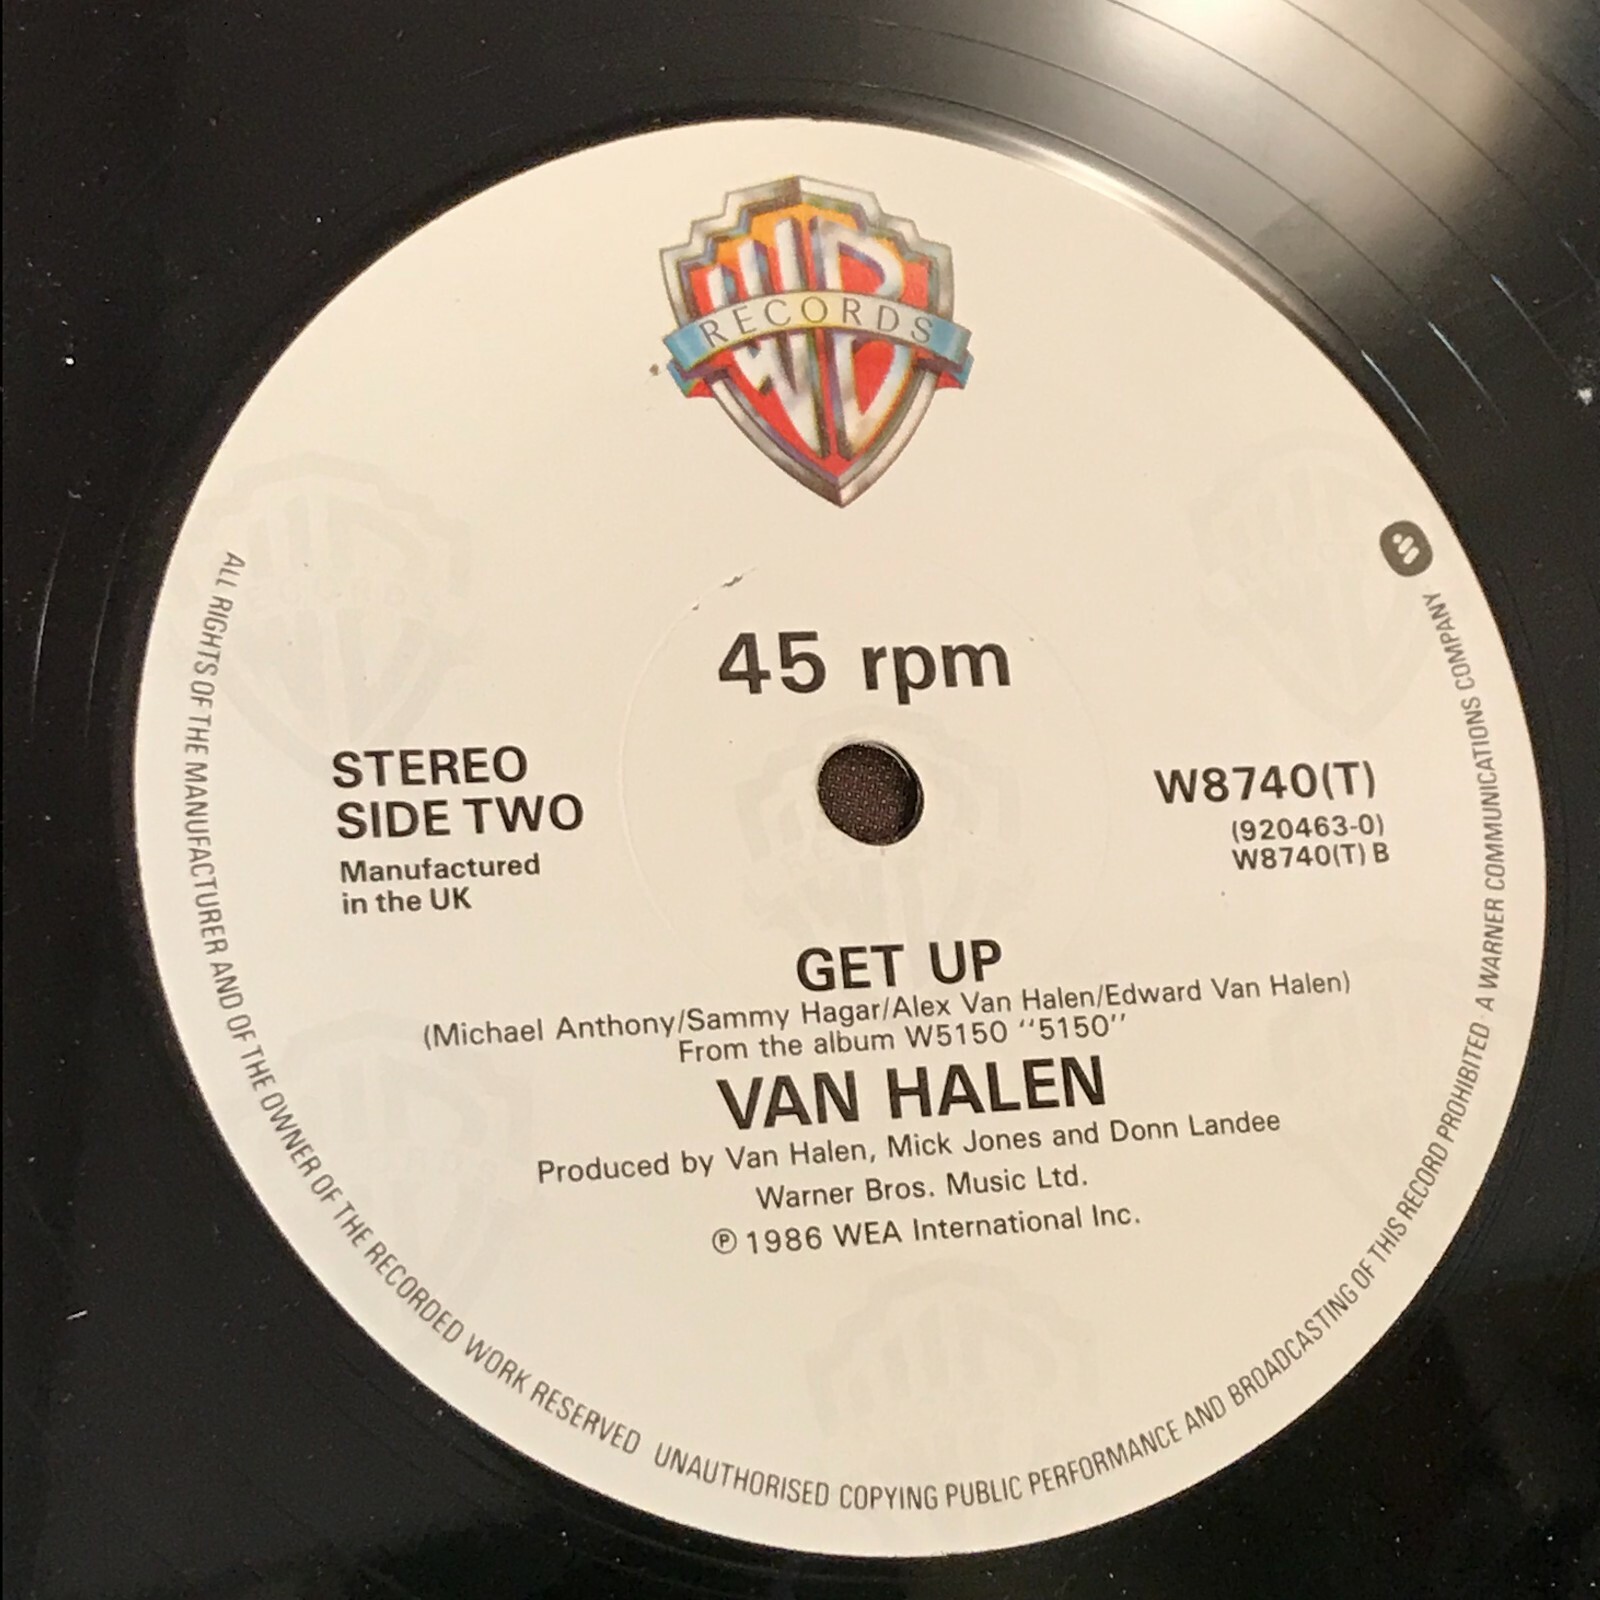 WB
RECORDS
45 rpm
STEREO
SIDE TWO
Manufactured
in the UK
W8740(T)
(920463-0)
W8740(T) B
GET UP
(Michael Anthony/Sammy Hagar/Alex Van Halen/Edward Van Halen)
From the album W5150 "5150"
VAN HALEN
Produced by Van Halen, Mick Jones and Donn Landee
Warner Bros. Music Ltd.
℗ 1986 WEA International Inc.
ALL RIGHTS OF THE MANUFACTURER AND OF THE OWNER OF THE RECORDED WORK RESERVED UNAUTHORISED COPYING PUBLIC PERFORMANCE AND BROADCASTING OF THIS RECORD PROHIBITED · A WARNER COMMUNICATIONS COMPANY